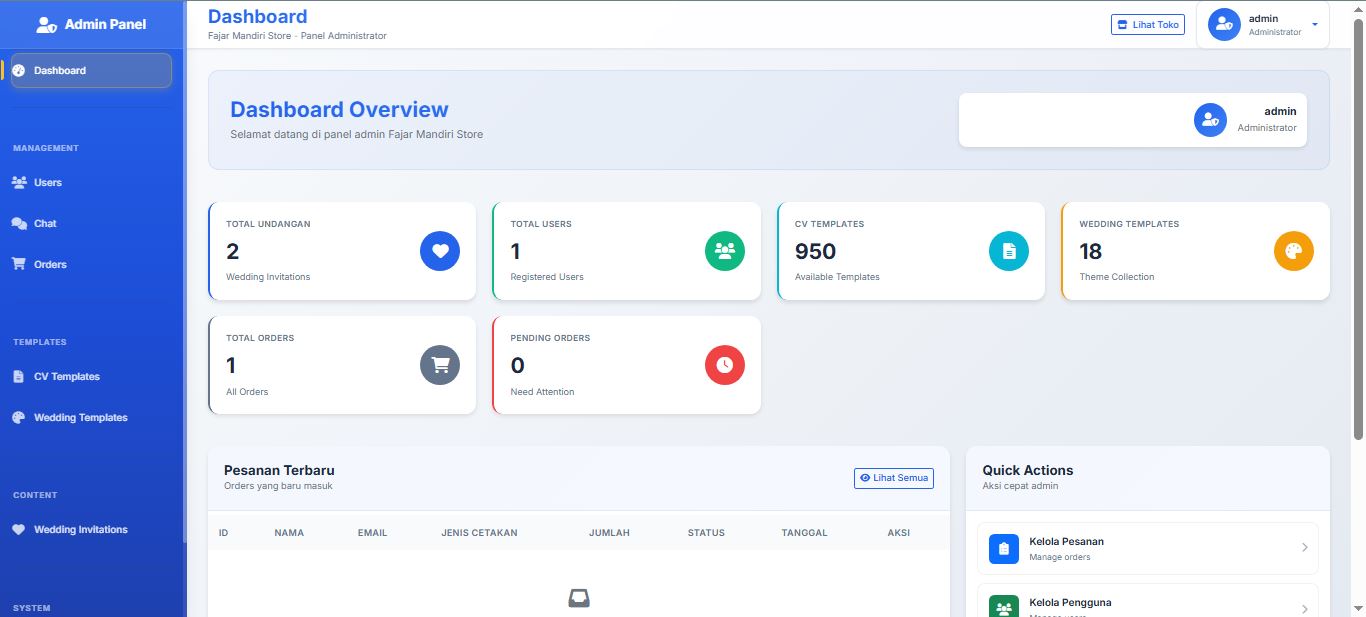 Admin Panel
Dashboard
MANAGEMENT
Users
Chat
Orders
TEMPLATES
CV Templates
Wedding Templates
CONTENT
Wedding Invitations
SYSTEM
Dashboard
Fajar Mandiri Store - Panel Administrator
Lihat Toko
admin
Administrator
Dashboard Overview
Selamat datang di panel admin Fajar Mandiri Store
admin
Administrator
TOTAL UNDANGAN
2
Wedding Invitations
TOTAL USERS
1
Registered Users
CV TEMPLATES
950
Available Templates
WEDDING TEMPLATES
18
Theme Collection
TOTAL ORDERS
1
All Orders
PENDING ORDERS
0
Need Attention
Pesanan Terbaru
Orders yang baru masuk
Lihat Semua
ID NAMA EMAIL JENIS CETAKAN JUMLAH STATUS TANGGAL AKSI
Quick Actions
Aksi cepat admin
Kelola Pesanan
Manage orders
Kelola Pengguna